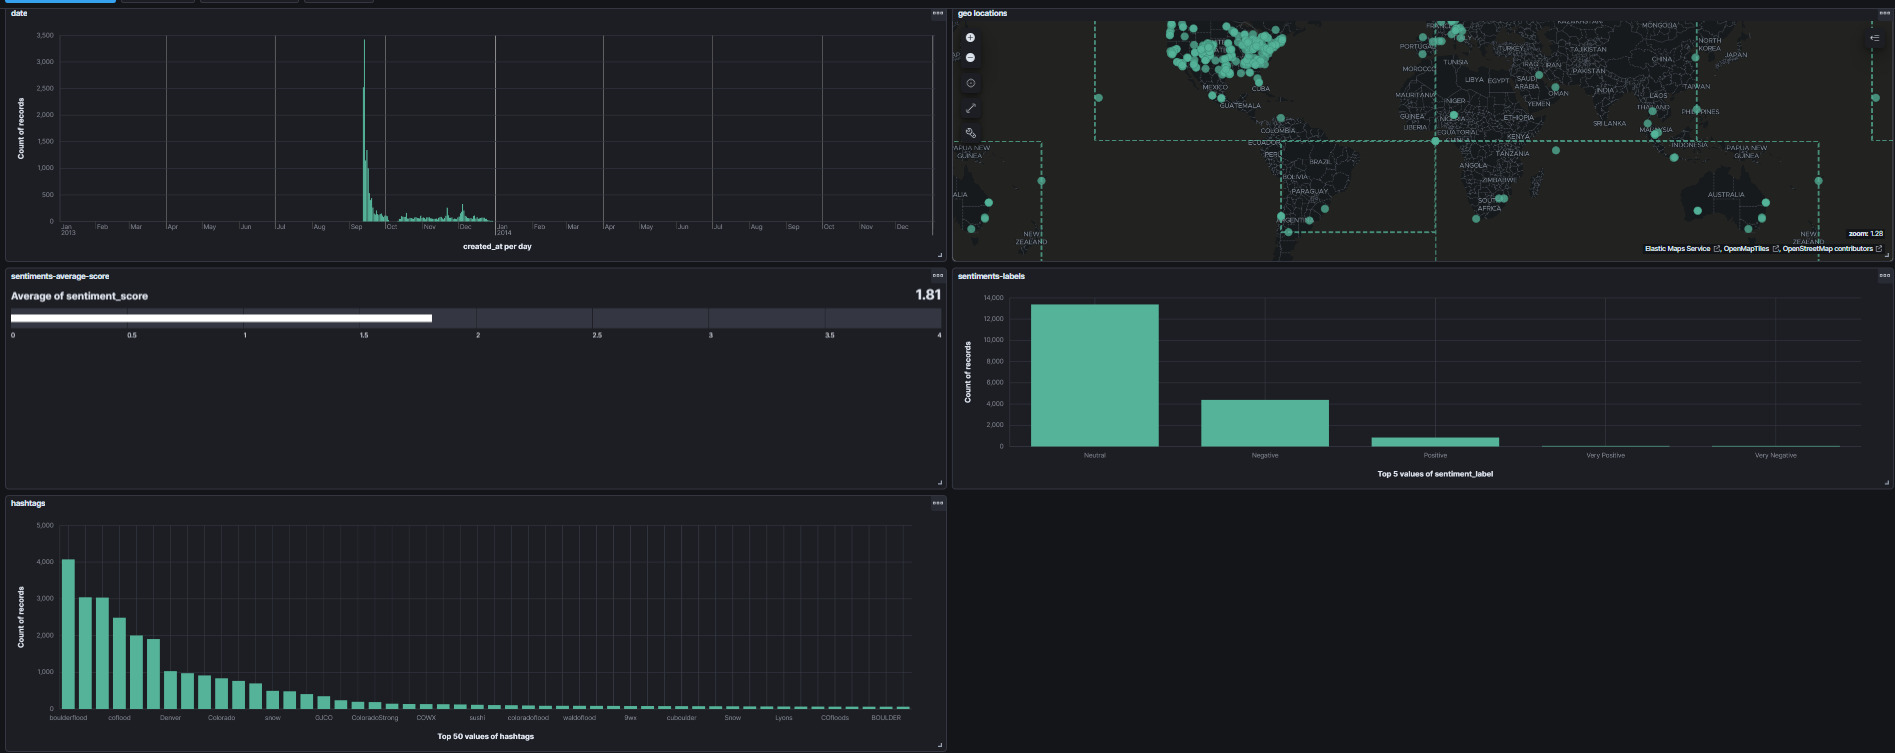 date
3,500
3,000
2,500
2,000
1,500
1,000
500
0
Count of records
Jan
2013
Feb
Mar
Apr
May
Jun
Jul
Aug
Sep
Oct
Nov
Dec
Jan
2014
Feb
Mar
Apr
May
Jun
Jul
Aug
Sep
Oct
Nov
Dec
created_at per day
geo locations
MONGOLIA
NORTH
KOREA
JAPAN
PORTUGAL
TURKEY
TAJIKISTAN
CHINA
MOROCCO
TUNISIA
IRAQ
IRAN
PAKISTAN
LIBYA
EGYPT
SAUDI
ARABIA
MEXICO
CUBA
MAURITANIA
OMAN
INDIA
TAIWAN
GUATEMALA
NIGER
YEMEN
LAOS
THAILAND
PHILIPPINES
GUINEA
NIGERIA
ETHIOPIA
SRI LANKA
LIBERIA
COLOMBIA
EQUATORIAL
KENYA
MALAYSIA
ECUADOR
PERU
BRAZIL
TANZANIA
INDONESIA
PAPUA NEW
GUINEA
PAPUA NEW
GUINEA
ANGOLA
BOLIVIA
ZIMBABWE
PARAGUAY
ALIA
AUSTRALIA
SOUTH
AFRICA
ARGENTINA
NEW
ZEALAND
NEW
ZEALAND
zoom: 1.28
Elastic Maps Service , OpenMapTiles , OpenStreetMap contributors
sentiments-average-score
Average of sentiment_score
1.81
0 0.5 1 1.5 2 2.5 3 3.5 4
sentiments-labels
14,000
12,000
10,000
8,000
6,000
4,000
2,000
0
Count of records
Neutral Negative Positive Very Positive Very Negative
Top 5 values of sentiment_label
hashtags
5,000
4,000
3,000
2,000
1,000
0
Count of records
boulderflood coflood Denver Colorado snow GJCO ColoradoStrong COWX sushi coloradoflood waldoflood 9wx cuboulder Snow Lyons COfloods BOULDER
Top 50 values of hashtags